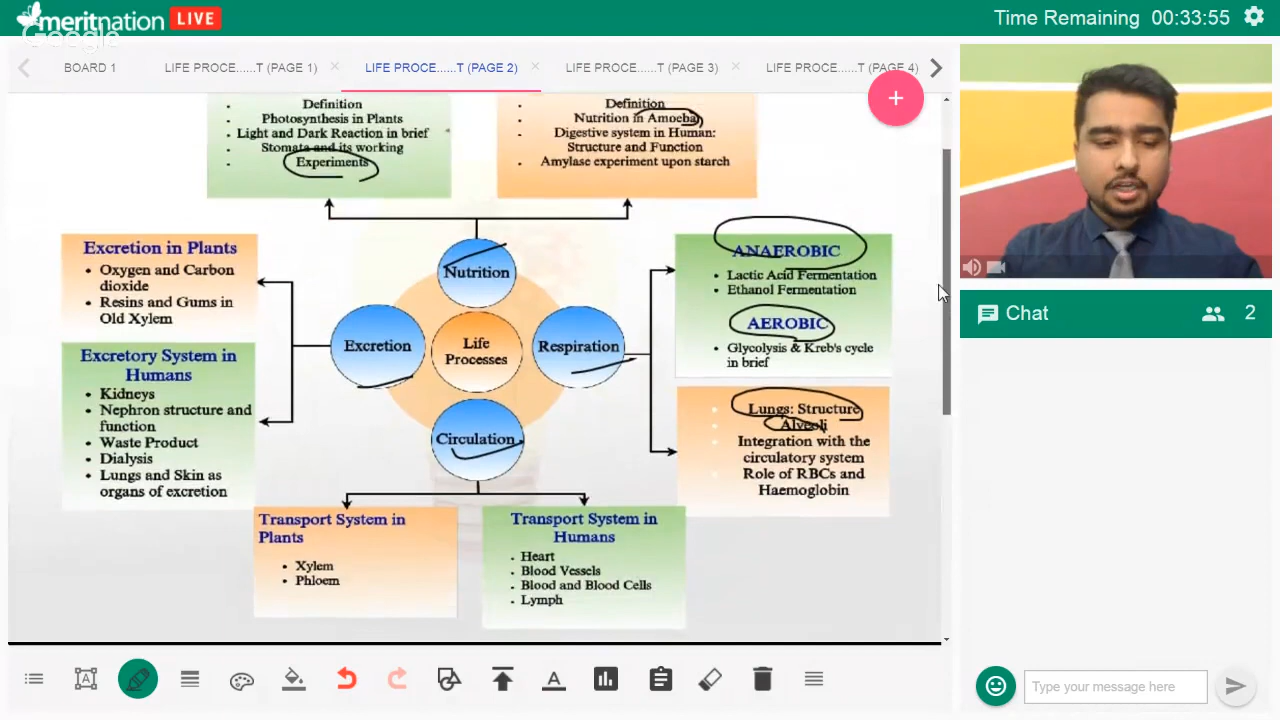 meritnation LIVE
Google
Time Remaining 00:33:55
BOARD 1
LIFE PROCE......T (PAGE 1)
LIFE PROCE......T (PAGE 2)
LIFE PROCE......T (PAGE 3)
LIFE PROCE......T (PAGE 4)
Definition
Photosynthesis in Plants
Light and Dark Reaction in brief
Stomata and its working
Experiments
Definition
Nutrition in Amoeba
Digestive system in Human:
Structure and Function
Amylase experiment upon starch
Excretion in Plants
Oxygen and Carbon
dioxide
Resins and Gums in
Old Xylem
Excretory System in
Humans
Kidneys
Nephron structure and
function
Waste Product
Dialysis
Lungs and Skin as
organs of excretion
Nutrition
Excretion
Life
Processes
Respiration
Circulation
ANAEROBIC
Lactic Acid Fermentation
Ethanol Fermentation
AEROBIC
Glycolysis & Kreb's cycle
in brief
Lungs: Structure
Alveoli
Integration with the
circulatory system
Role of RBCs and
Haemoglobin
Transport System in
Plants
Xylem
Phloem
Transport System in
Humans
Heart
Blood Vessels
Blood and Blood Cells
Lymph
Chat
2
A
A
Type your message here